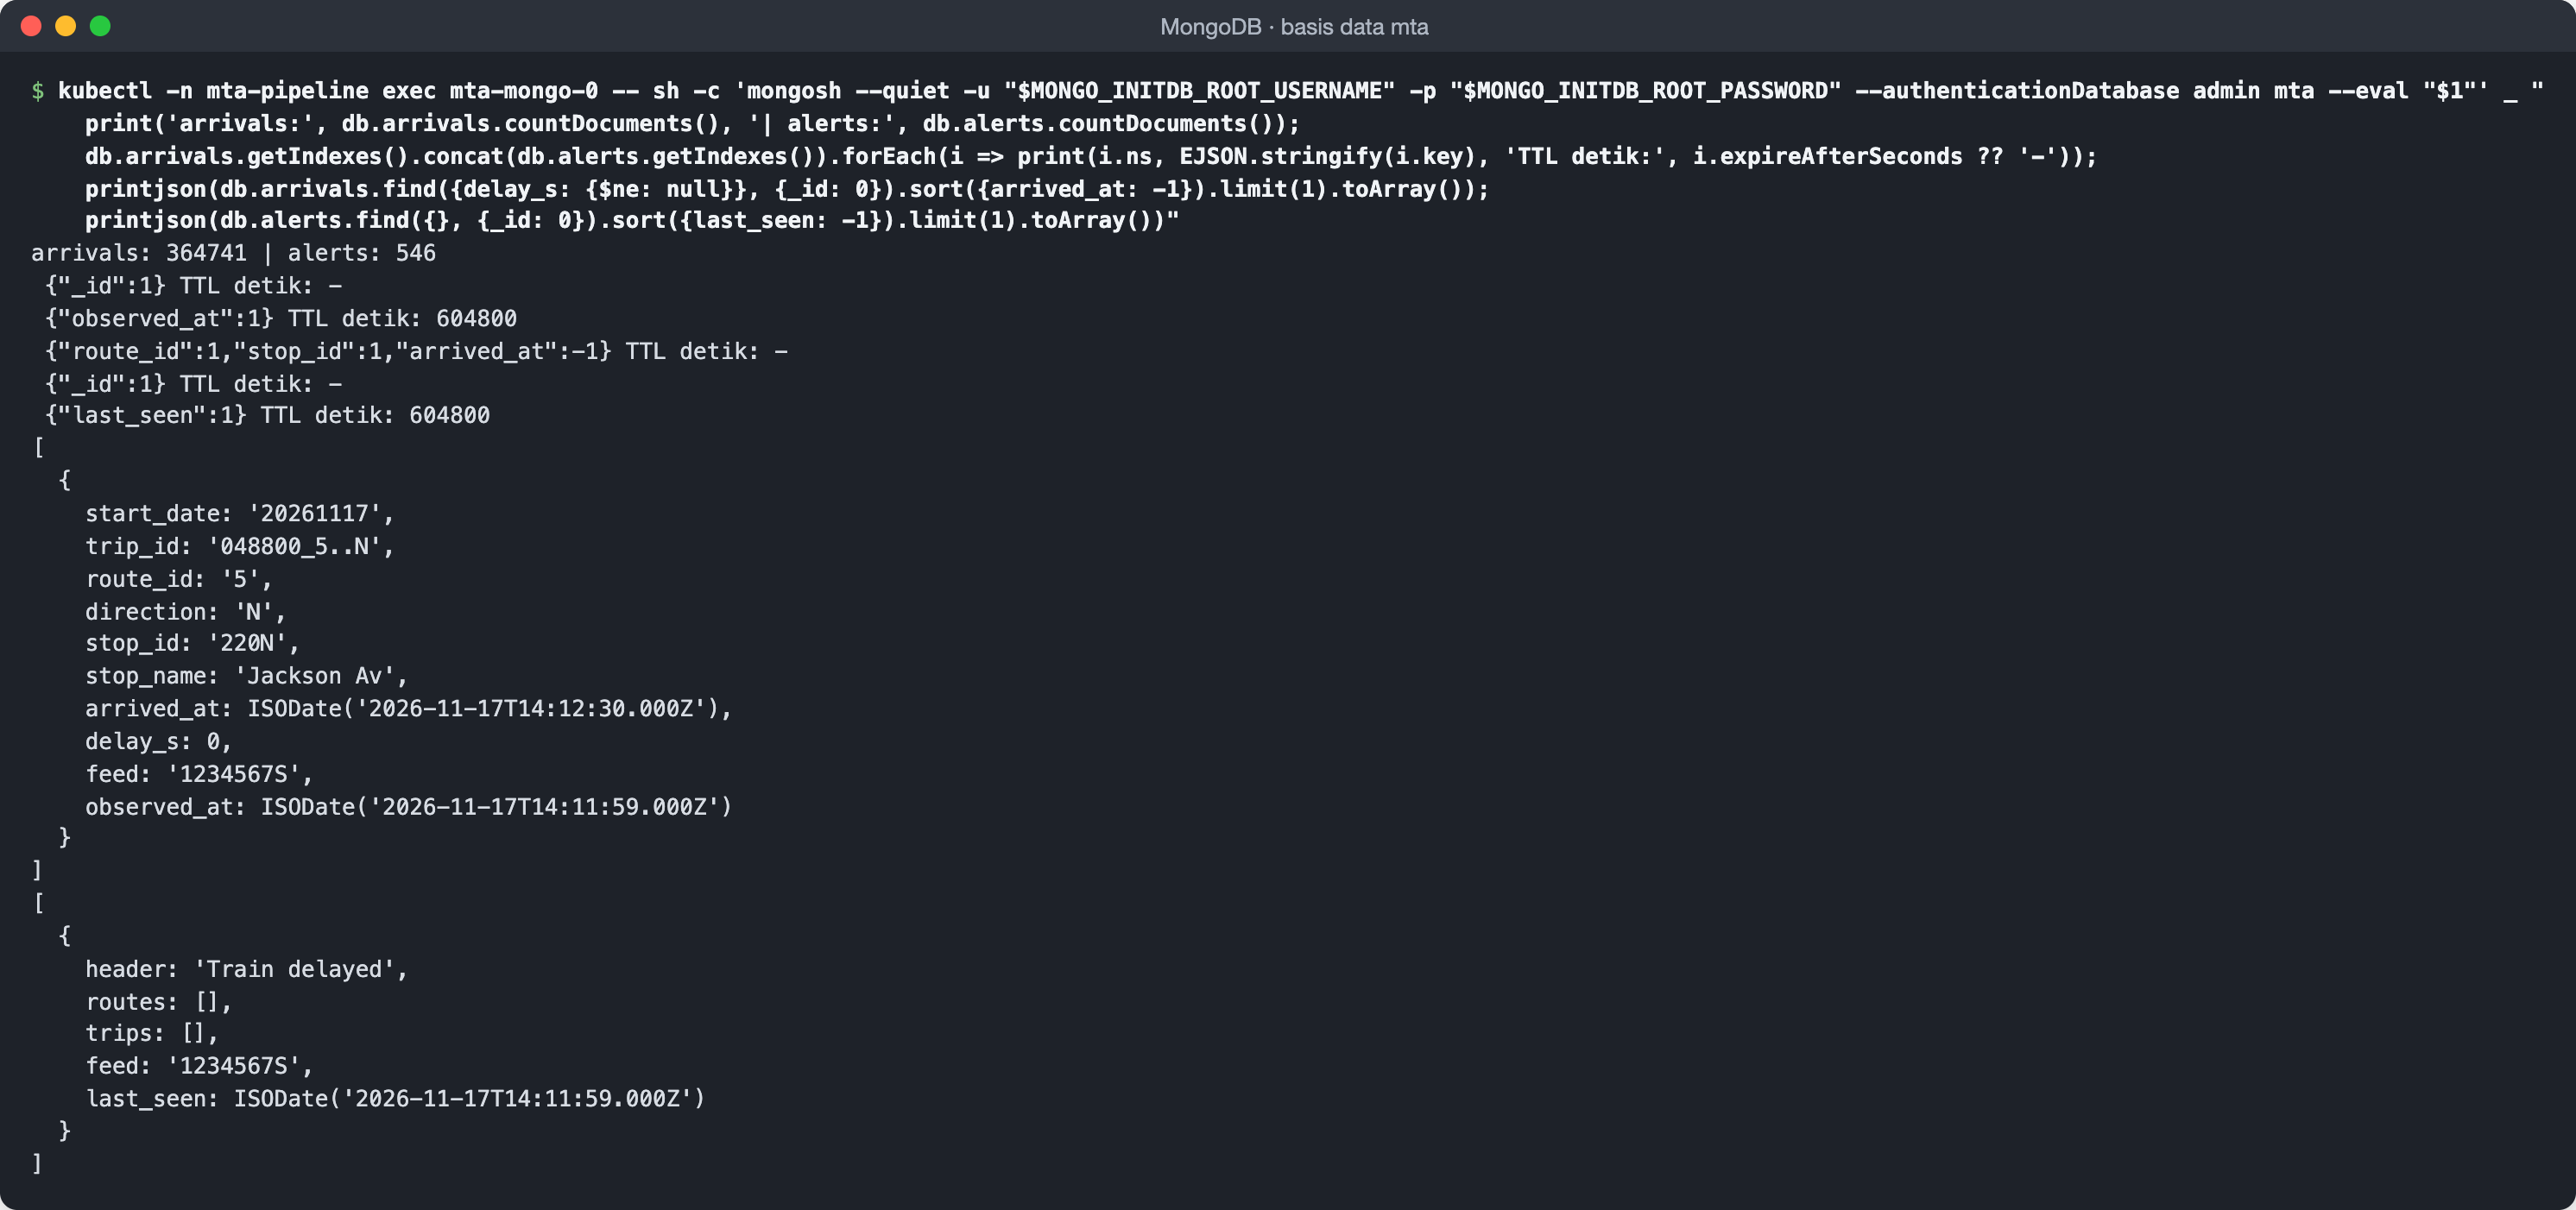 MongoDB · basis data mta
$ kubectl -n mta-pipeline exec mta-mongo-0 -- sh -c 'mongosh --quiet -u "$MONGO_INITDB_ROOT_USERNAME" -p "$MONGO_INITDB_ROOT_PASSWORD" --authenticationDatabase admin mta --eval "$1"' _ "
    print('arrivals:', db.arrivals.countDocuments(), '| alerts:', db.alerts.countDocuments());
    db.arrivals.getIndexes().concat(db.alerts.getIndexes()).forEach(i => print(i.ns, EJSON.stringify(i.key), 'TTL detik:', i.expireAfterSeconds ?? '-'));
    printjson(db.arrivals.find({delay_s: {$ne: null}}, {_id: 0}).sort({arrived_at: -1}).limit(1).toArray());
    printjson(db.alerts.find({}, {_id: 0}).sort({last_seen: -1}).limit(1).toArray())"
arrivals: 364741 | alerts: 546
 {"_id":1} TTL detik: -
 {"observed_at":1} TTL detik: 604800
 {"route_id":1,"stop_id":1,"arrived_at":-1} TTL detik: -
 {"_id":1} TTL detik: -
 {"last_seen":1} TTL detik: 604800
[
  {
    start_date: '20261117',
    trip_id: '048800_5..N',
    route_id: '5',
    direction: 'N',
    stop_id: '220N',
    stop_name: 'Jackson Av',
    arrived_at: ISODate('2026-11-17T14:12:30.000Z'),
    delay_s: 0,
    feed: '1234567S',
    observed_at: ISODate('2026-11-17T14:11:59.000Z')
  }
]
[
  {
    header: 'Train delayed',
    routes: [],
    trips: [],
    feed: '1234567S',
    last_seen: ISODate('2026-11-17T14:11:59.000Z')
  }
]